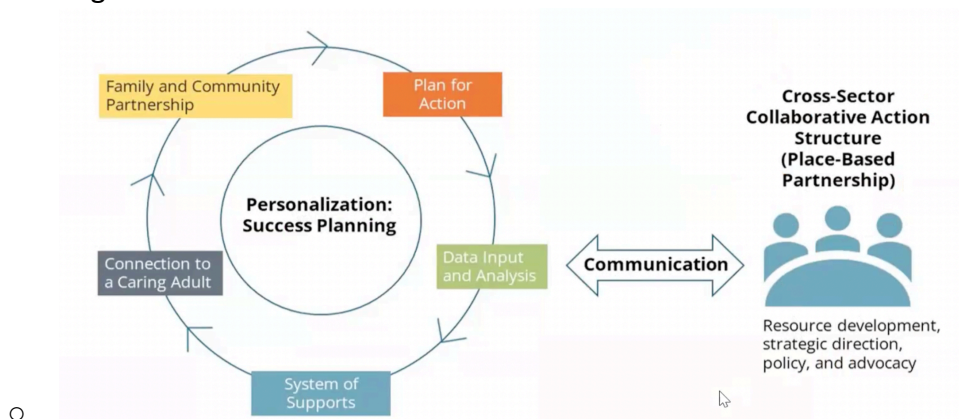 Family and Community
Partnership
Plan for
Action
Personalization:
Success Planning
Data Input
and Analysis
Connection to
a Caring Adult
System of
Supports
Communication
Cross-Sector
Collaborative Action
Structure
(Place-Based
Partnership)
Resource development,
strategic direction,
policy, and advocacy